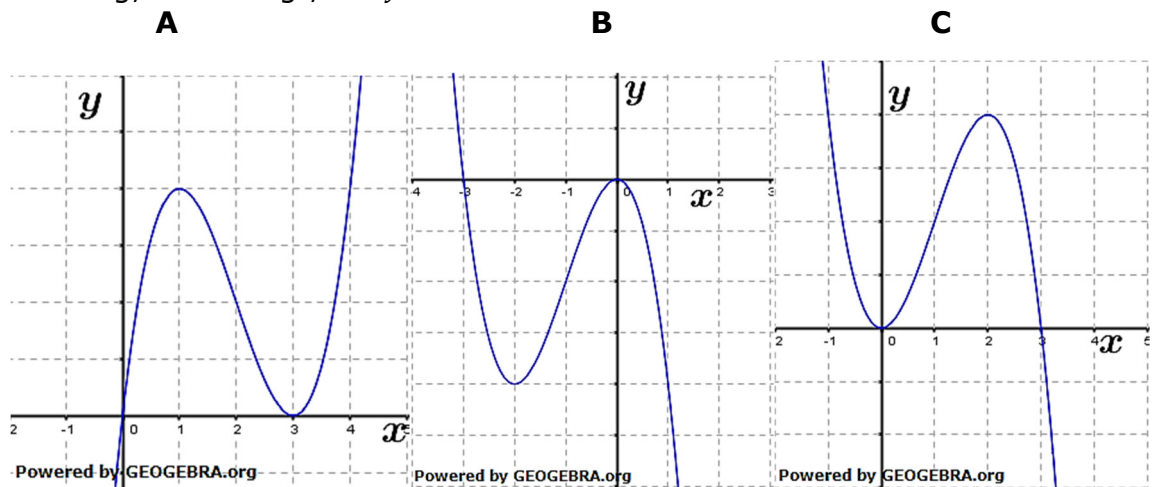 A B C
y y y
-4 -3 -2 -1 0 1 2 3
2 -1 0 1 2 3 4 5 x
2 -1 0 1 2 3 4 x
x
Powered by GEOGEBRA.org Powered by GEOGEBRA.org Powered by GEOGEBRA.org